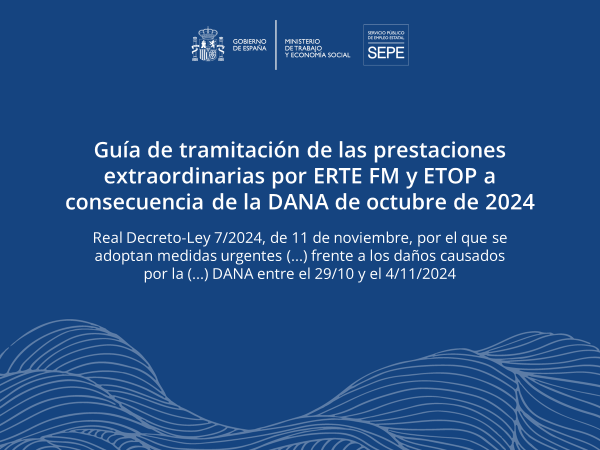 GOBIERNO
DE ESPAÑA
MINISTERIO
DE TRABAJO
Y ECONOMÍA SOCIAL
SERVICIO PÚBLICO
DE EMPLEO ESTATAL
SEPE
Guía de tramitación de las prestaciones
extraordinarias por ERTE FM y ETOP a
consecuencia de la DANA de octubre de 2024
Real Decreto-Ley 7/2024, de 11 de noviembre, por el que se
adoptan medidas urgentes (...) frente a los daños causados
por la (...) DANA entre el 29/10 y el 4/11/2024